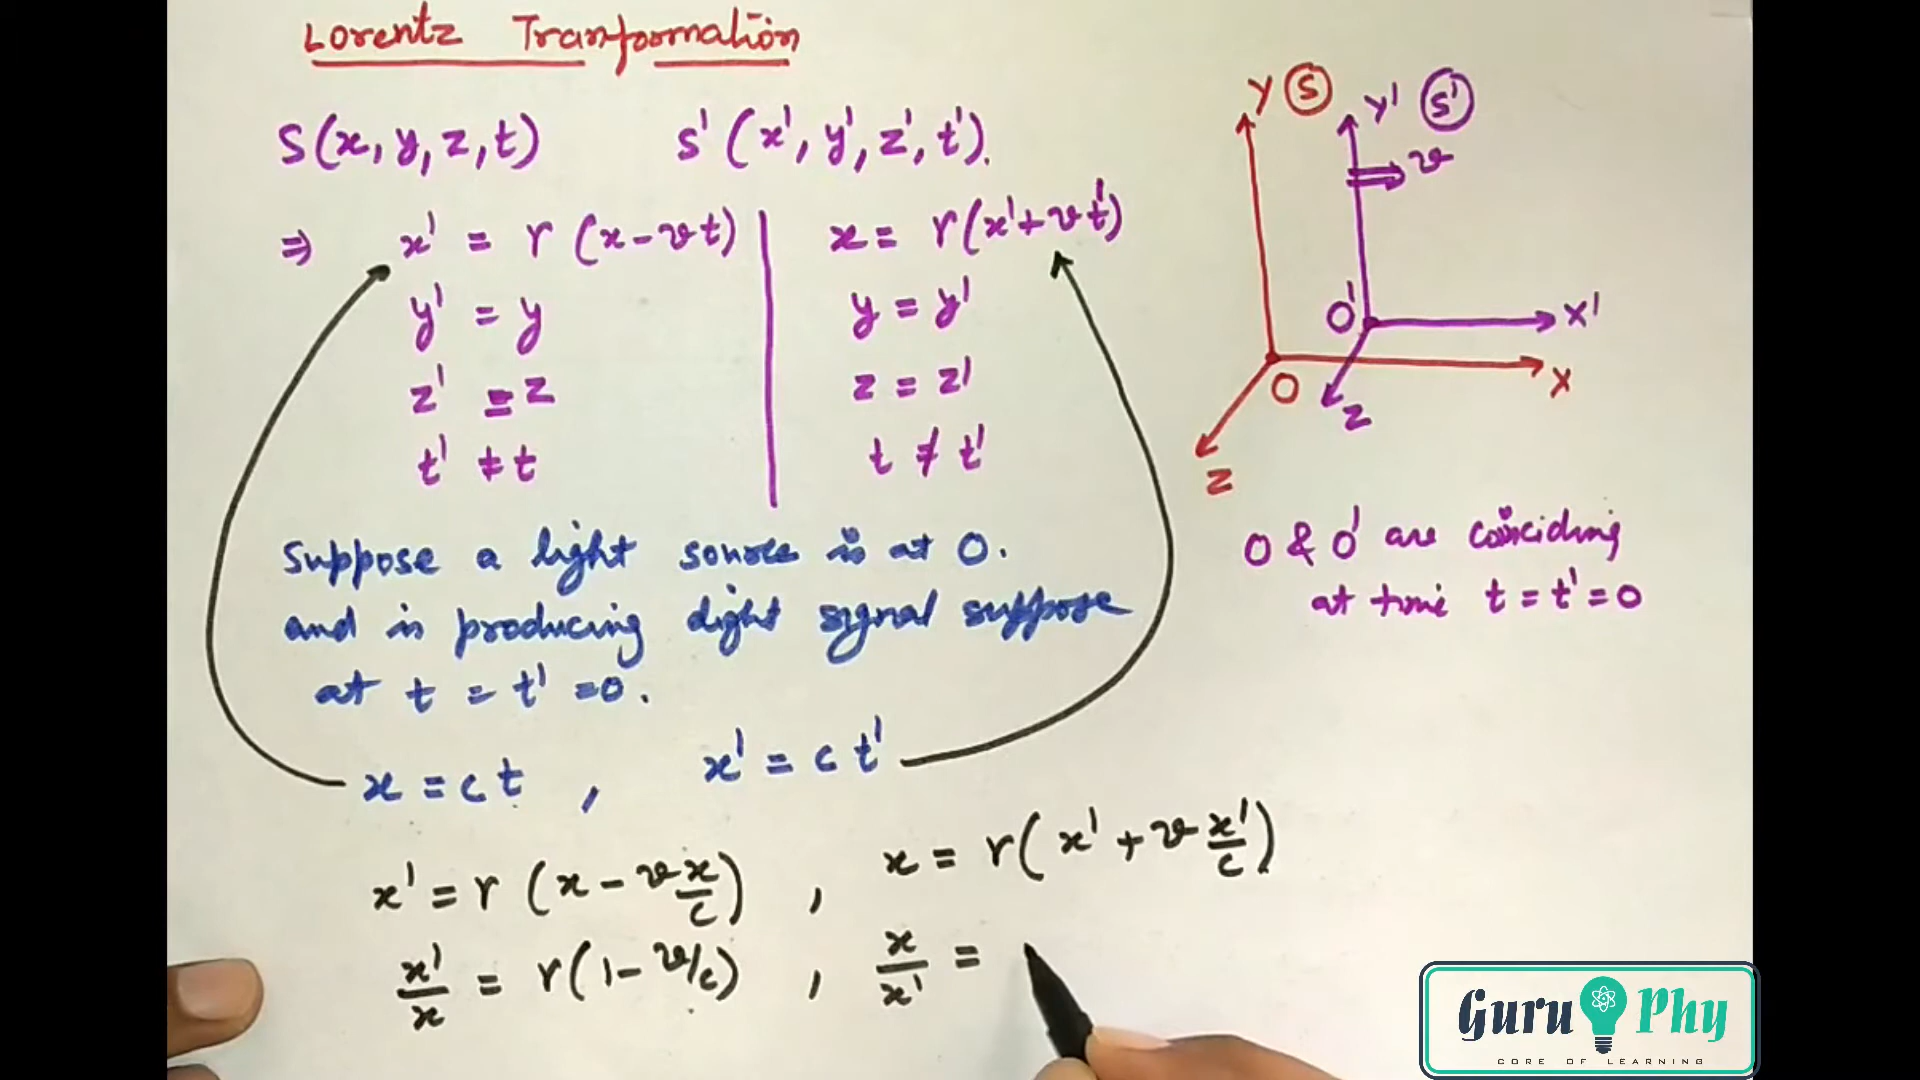 Lorentz Tranformation
S(x, y, z, t)    S' (x', y', z', t').
⇒ x' = r (x - vt) | x = r(x' + vt')
y' = y    y = y'
z' = z    z = z'
t' ≠ t    t ≠ t'
Suppose a light source is at O.
and is producing light signal suppose
at t = t' = 0.
x = ct ,    x' = ct'
x' = r (x - v x/c) ,    x = r( x' + v x'/c)
x'/x = r(1 - v/c) ,    x/x' =
Y S    Y' S'
v
O'    X'
O    X
Z
Z
O & O' are coinciding
at time t = t' = 0
Guru Phy
CORE OF LEARNING